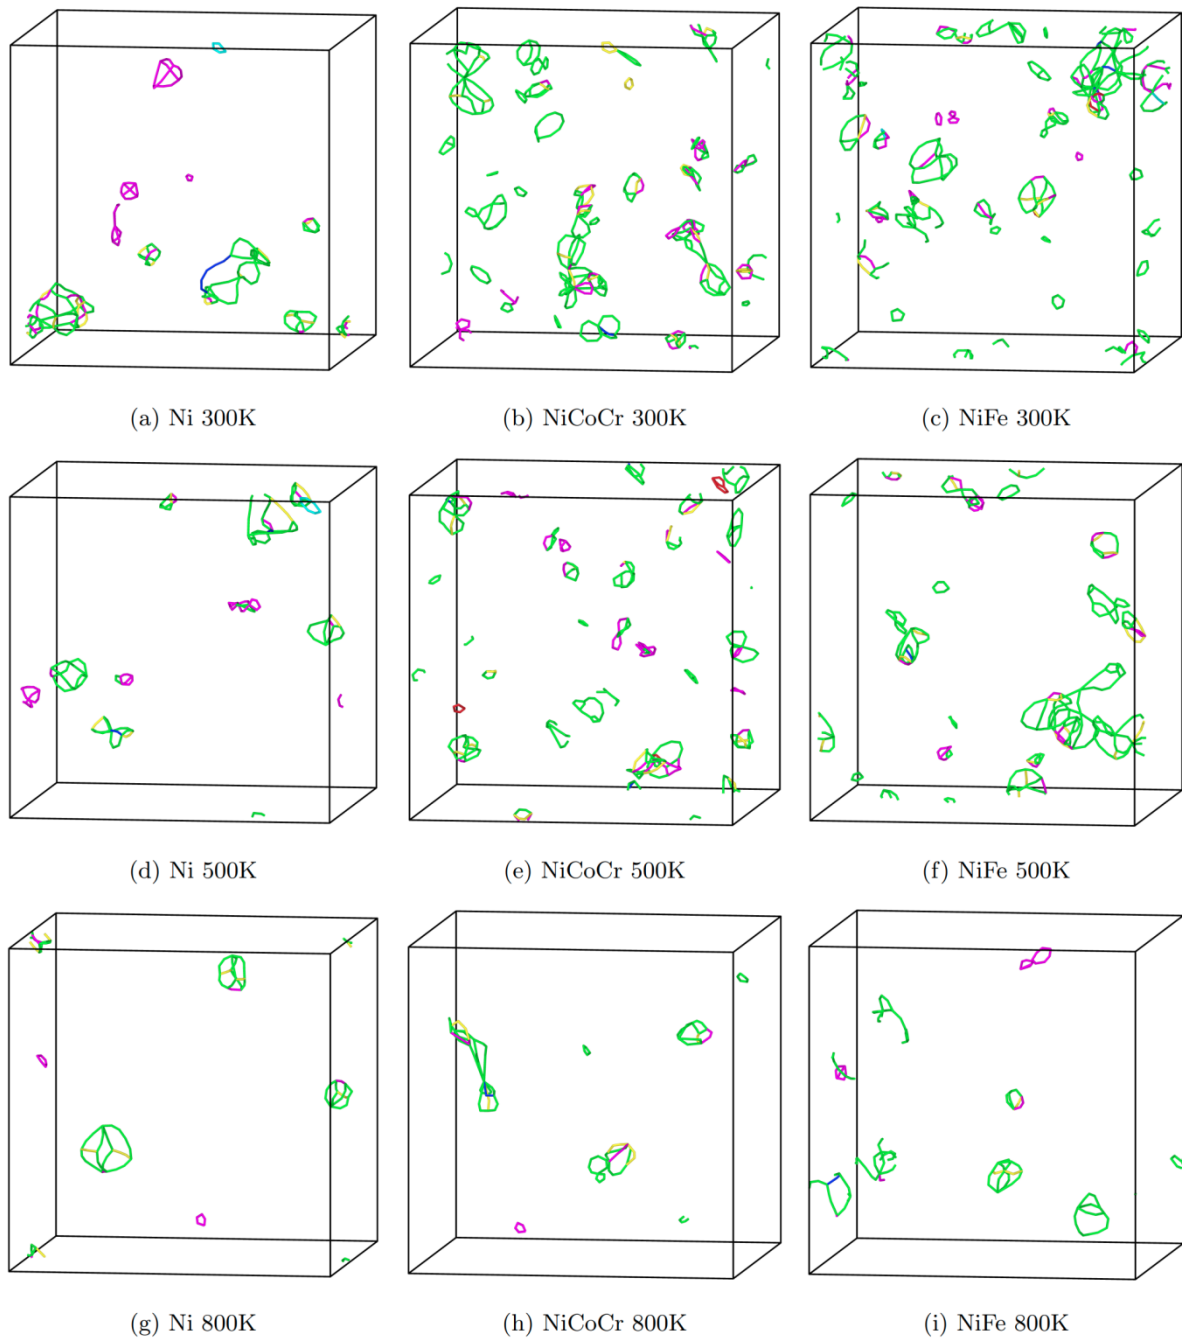 (a) Ni 300K
(b) NiCoCr 300K
(c) NiFe 300K
(d) Ni 500K
(e) NiCoCr 500K
(f) NiFe 500K
(g) Ni 800K
(h) NiCoCr 800K
(i) NiFe 800K